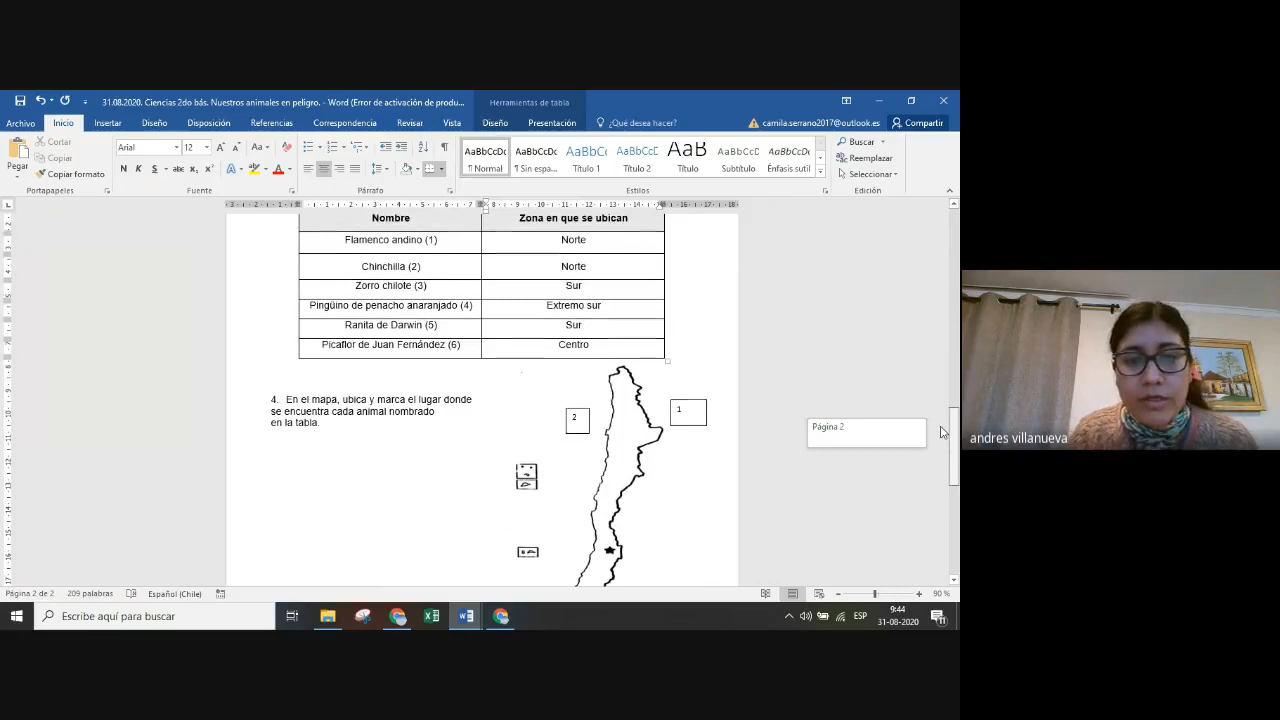 31.08.2020. Ciencias 2do bás. Nuestros animales en peligro. - Word (Error de activación de produ...
Herramientas de tabla
Archivo Inicio Insertar Diseño Disposición Referencias Correspondencia Revisar Vista Diseño Presentación ¿Qué desea hacer? camila.serrano2017@outlook.es Compartir
Pegar
Cortar
Copiar
Copiar formato
Portapapeles
Arial 12
N K S abc x₂ x²
Fuente
Párrafo
AaBbCcDc ¶ Normal
AaBbCcDc ¶ Sin espa...
AaBbCc Título 1
AaBbCcE Título 2
AaB Título
AaBbCcD Subtítulo
AaBbCcDc Énfasis sutil
Estilos
Buscar
Reemplazar
Seleccionar
Edición
Nombre Zona en que se ubican
Flamenco andino (1) Norte
Chinchilla (2) Norte
Zorro chilote (3) Sur
Pingüino de penacho anaranjado (4) Extremo sur
Ranita de Darwin (5) Sur
Picaflor de Juan Fernández (6) Centro
4. En el mapa, ubica y marca el lugar donde
se encuentra cada animal nombrado
en la tabla.
2
1
Página 2
andres villanueva
Página 2 de 2 209 palabras Español (Chile) 90 %
Escribe aquí para buscar
ESP
9:44
31-08-2020